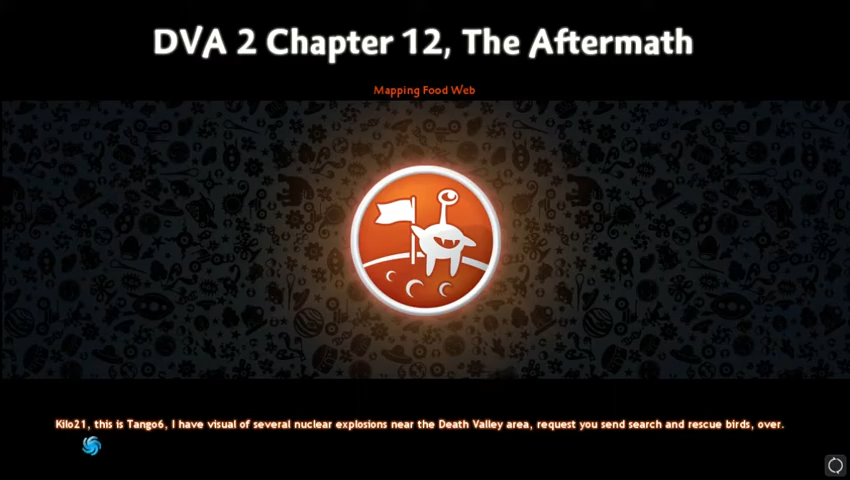 DVA 2 Chapter 12, The Aftermath
Mapping Food Web
Kilo21, this is Tango6, I have visual of several nuclear explosions near the Death Valley area, request you send search and rescue birds, over.